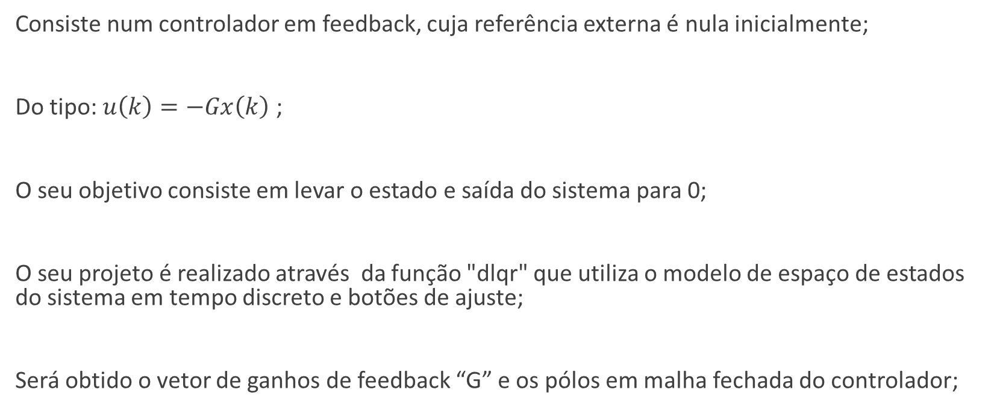 Consiste num controlador em feedback, cuja referência externa é nula inicialmente;
Do tipo: u(k) = −Gx(k) ;
O seu objetivo consiste em levar o estado e saída do sistema para 0;
O seu projeto é realizado através  da função "dlqr" que utiliza o modelo de espaço de estados
do sistema em tempo discreto e botões de ajuste;
Será obtido o vetor de ganhos de feedback “G” e os pólos em malha fechada do controlador;